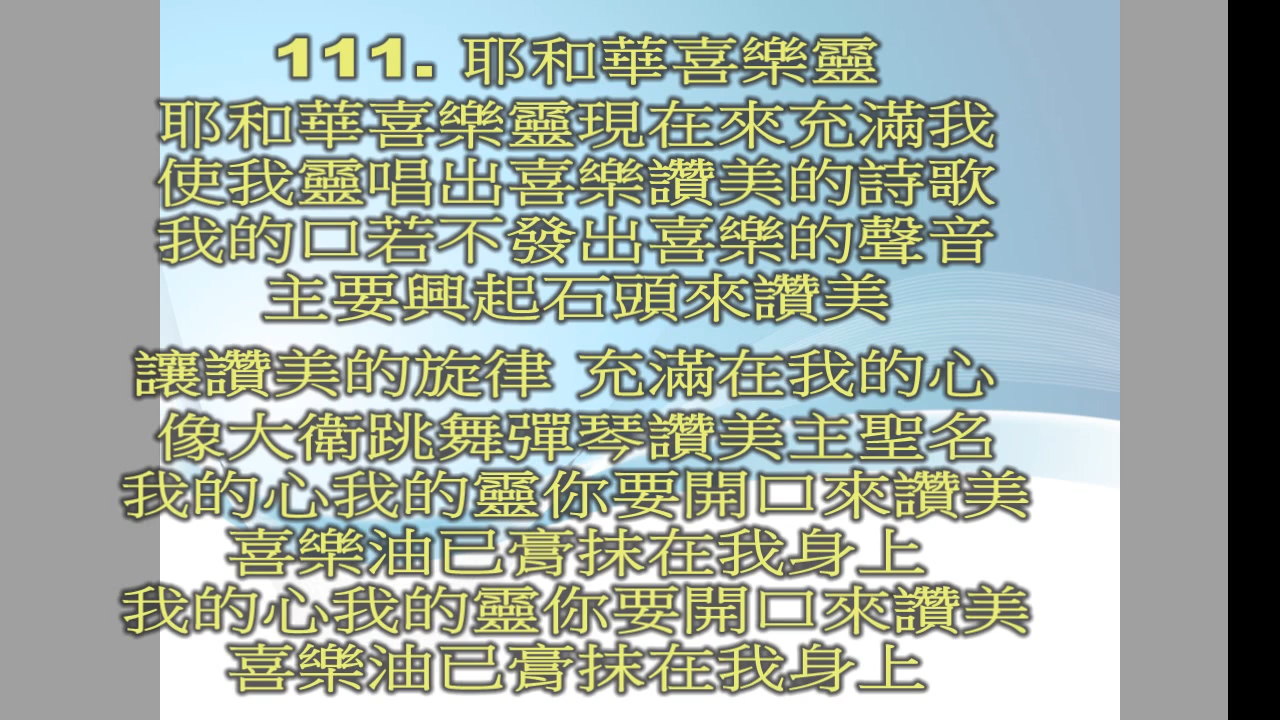 111. 耶和華喜樂靈
耶和華喜樂靈現在來充滿我
使我靈唱出喜樂讚美的詩歌
我的口若不發出喜樂的聲音
主要興起石頭來讚美
讓讚美的旋律 充滿在我的心
像大衛跳舞彈琴讚美主聖名
我的心我的靈你要開口來讚美
喜樂油已膏抹在我身上
我的心我的靈你要開口來讚美
喜樂油已膏抹在我身上